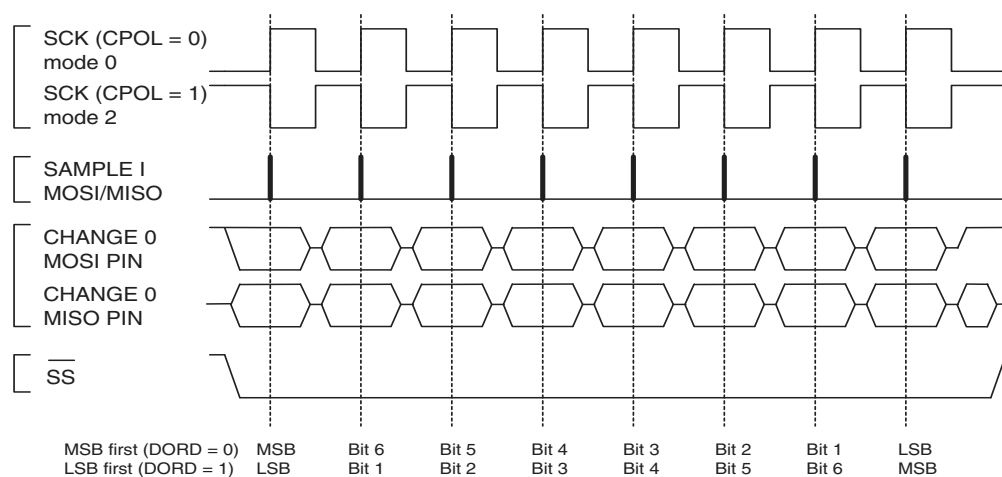 SCK (CPOL = 0)
mode 0
SCK (CPOL = 1)
mode 2
SAMPLE I
MOSI/MISO
CHANGE 0
MOSI PIN
CHANGE 0
MISO PIN
SS
MSB first (DORD = 0) MSB Bit 6 Bit 5 Bit 4 Bit 3 Bit 2 Bit 1 LSB
LSB first (DORD = 1) LSB Bit 1 Bit 2 Bit 3 Bit 4 Bit 5 Bit 6 MSB